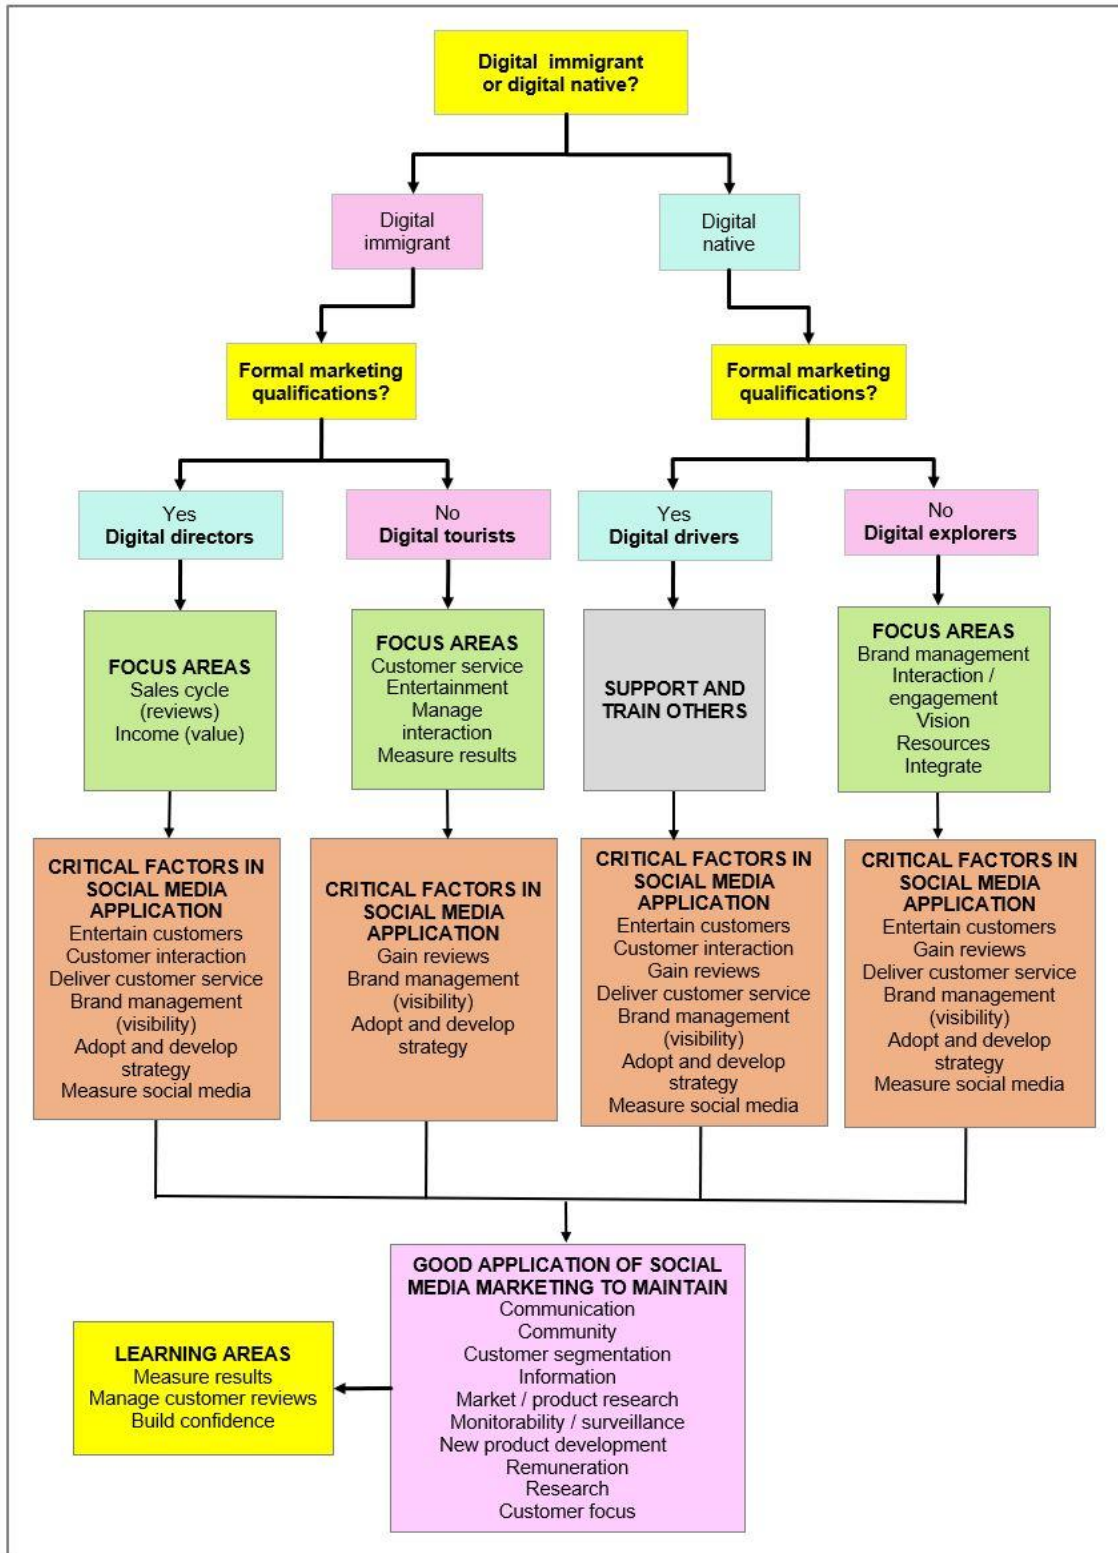 Digital immigrant
or digital native?
Digital
immigrant
Digital
native
Formal marketing
qualifications?
Formal marketing
qualifications?
Yes
Digital directors
No
Digital tourists
Yes
Digital drivers
No
Digital explorers
FOCUS AREAS
Sales cycle
(reviews)
Income (value)
FOCUS AREAS
Customer service
Entertainment
Manage
interaction
Measure results
SUPPORT AND
TRAIN OTHERS
FOCUS AREAS
Brand management
Interaction /
engagement
Vision
Resources
Integrate
CRITICAL FACTORS IN
SOCIAL MEDIA
APPLICATION
Entertain customers
Customer interaction
Deliver customer service
Brand management
(visibility)
Adopt and develop
strategy
Measure social media
CRITICAL FACTORS IN
SOCIAL MEDIA
APPLICATION
Gain reviews
Brand management
(visibility)
Adopt and develop
strategy
CRITICAL FACTORS IN
SOCIAL MEDIA
APPLICATION
Entertain customers
Customer interaction
Gain reviews
Deliver customer service
Brand management
(visibility)
Adopt and develop
strategy
Measure social media
CRITICAL FACTORS IN
SOCIAL MEDIA
APPLICATION
Entertain customers
Gain reviews
Deliver customer service
Brand management
(visibility)
Adopt and develop
strategy
Measure social media
GOOD APPLICATION OF SOCIAL
MEDIA MARKETING TO MAINTAIN
Communication
Community
Customer segmentation
Information
Market / product research
Monitorability / surveillance
New product development
Remuneration
Research
Customer focus
LEARNING AREAS
Measure results
Manage customer reviews
Build confidence